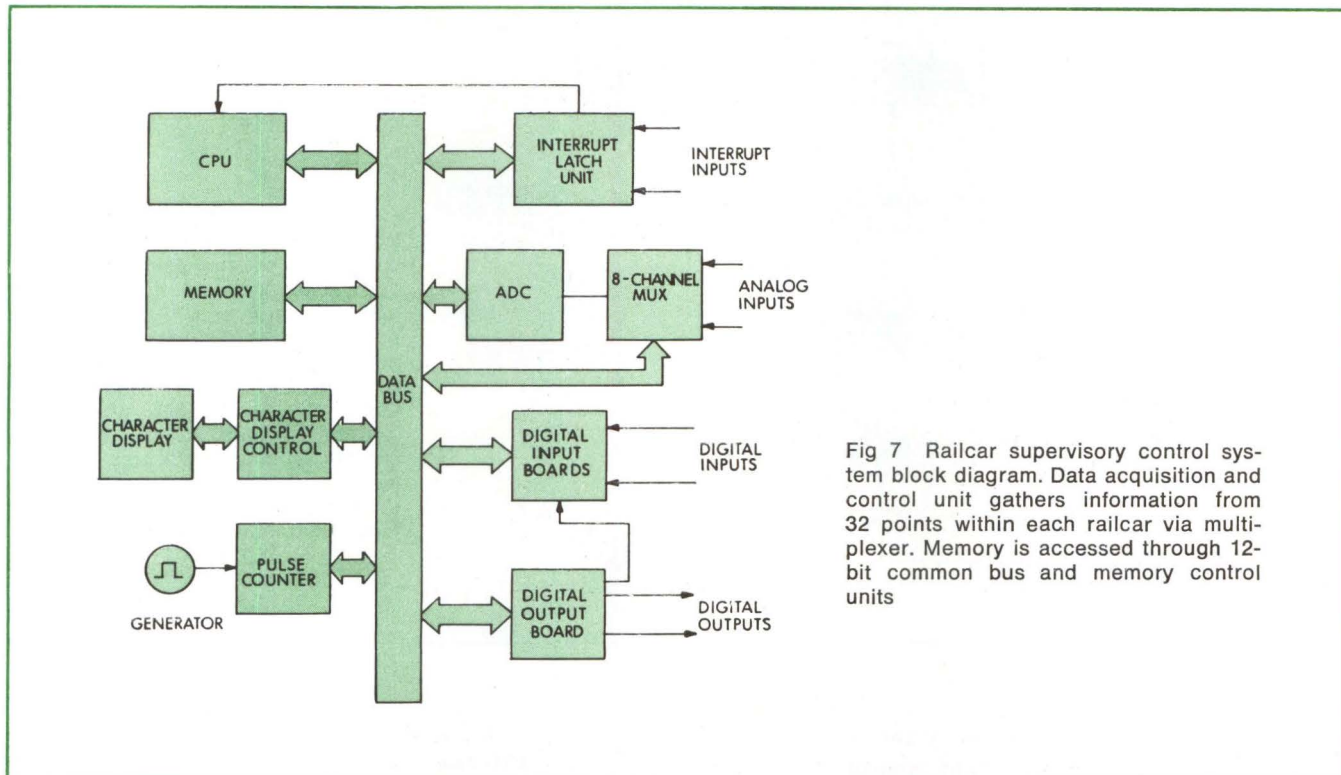 CPU
INTERRUPT
LATCH
UNIT
INTERRUPT
INPUTS
MEMORY
ADC
8-CHANNEL
MUX
ANALOG
INPUTS
DATA
BUS
CHARACTER
DISPLAY
CHARACTER
DISPLAY
CONTROL
DIGITAL
INPUT
BOARDS
DIGITAL
INPUTS
GENERATOR
PULSE
COUNTER
DIGITAL
OUTPUT
BOARD
DIGITAL
OUTPUTS
Fig 7 Railcar supervisory control sys-
tem block diagram. Data acquisition and
control unit gathers information from
32 points within each railcar via multi-
plexer. Memory is accessed through 12-
bit common bus and memory control
units